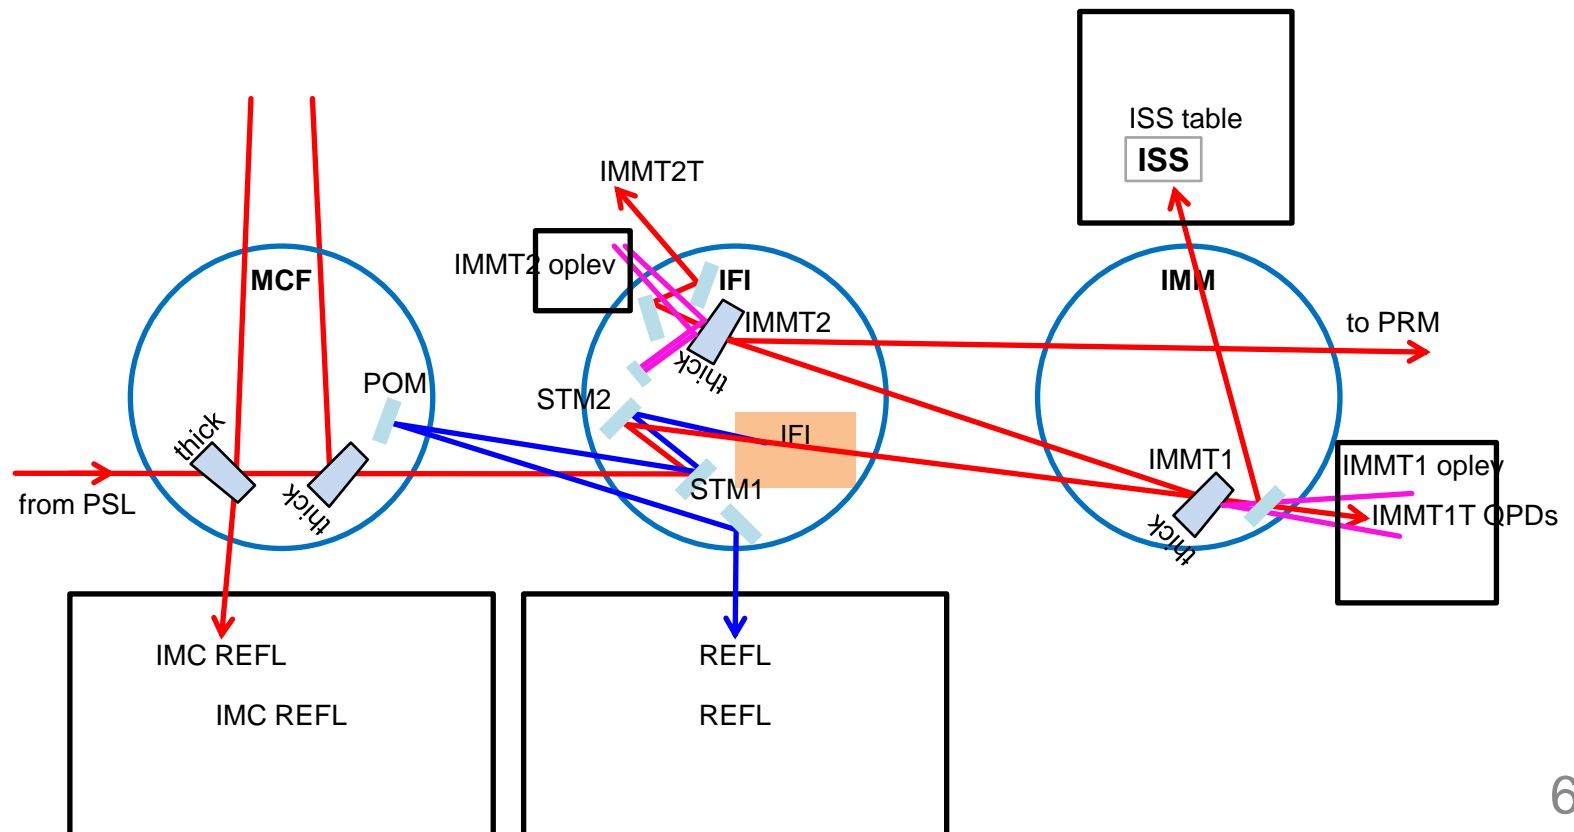 ISS table
ISS
IMMT2T
IMMT2 oplev
MCF
IFI
IMM
IMMT2
to PRM
thick
POM
STM2
thick
IFI
IMMT1
IMMT1 oplev
from PSL
thick
STM1
thick
IMMT1T QPDs
IMC REFL
REFL
IMC REFL
REFL
6